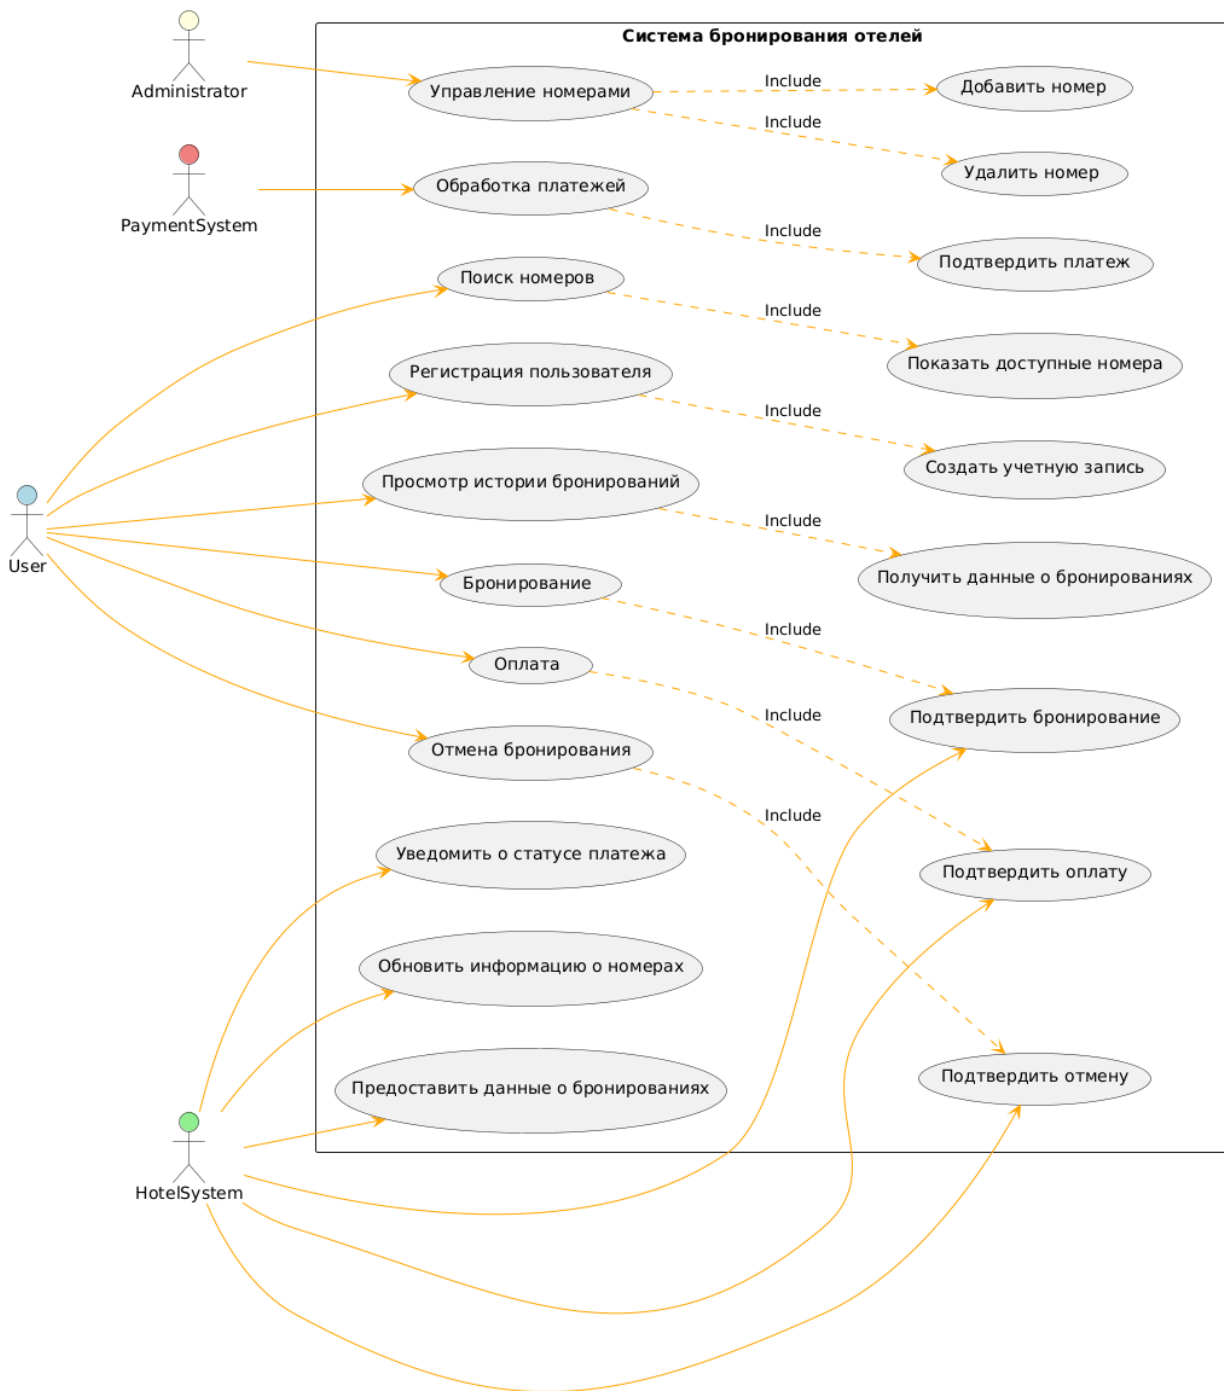 Система бронирования отелей
Administrator
Управление номерами
Include
Добавить номер
Include
Удалить номер
PaymentSystem
Обработка платежей
Include
Подтвердить платеж
Поиск номеров
Include
Показать доступные номера
Регистрация пользователя
Include
Создать учетную запись
Просмотр истории бронирований
Include
Получить данные о бронированиях
User
Бронирование
Include
Подтвердить бронирование
Оплата
Include
Подтвердить оплату
Отмена бронирования
Include
Подтвердить отмену
Уведомить о статусе платежа
Обновить информацию о номерах
Предоставить данные о бронированиях
HotelSystem